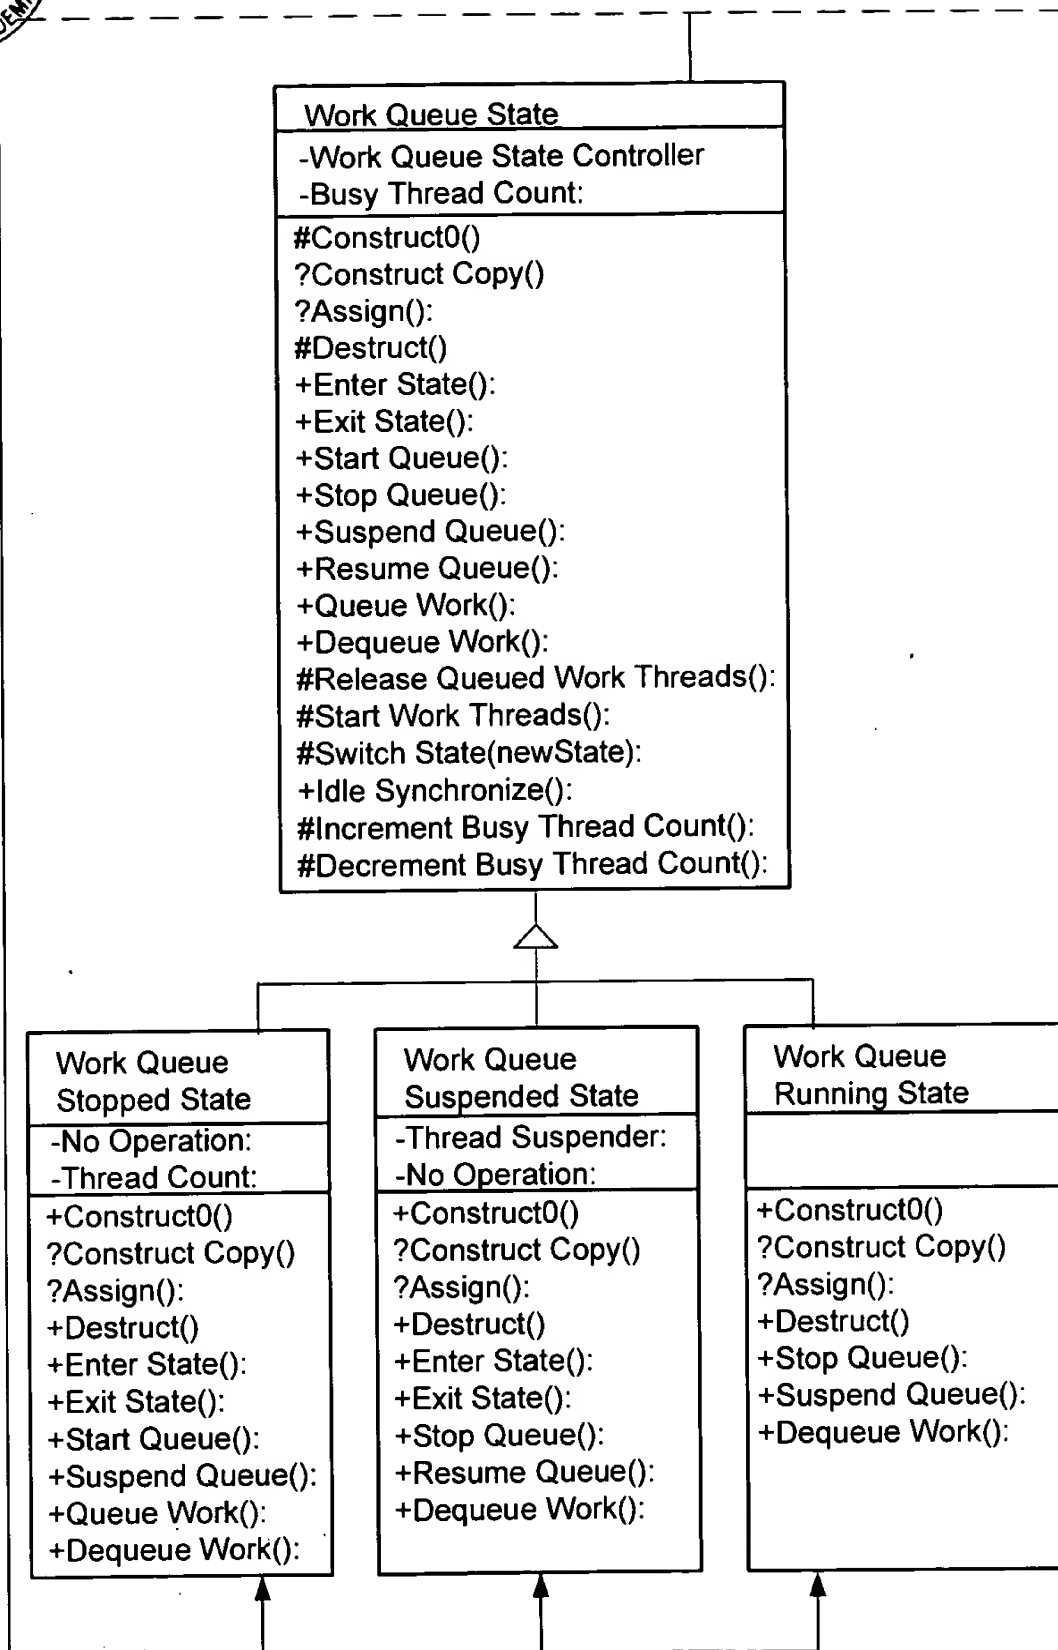 DEM
Work Queue State
-Work Queue State Controller
-Busy Thread Count:
#Construct0()
?Construct Copy()
?Assign():
#Destruct()
+Enter State():
+Exit State():
+Start Queue():
+Stop Queue():
+Suspend Queue():
+Resume Queue():
+Queue Work():
+Dequeue Work():
#Release Queued Work Threads():
#Start Work Threads():
#Switch State(newState):
+Idle Synchronize():
#Increment Busy Thread Count():
#Decrement Busy Thread Count():
Work Queue
Stopped State
-No Operation:
-Thread Count:
+Construct0()
?Construct Copy()
?Assign():
+Destruct()
+Enter State():
+Exit State():
+Start Queue():
+Suspend Queue():
+Queue Work():
+Dequeue Work():
Work Queue
Suspended State
-Thread Suspender:
-No Operation:
+Construct0()
?Construct Copy()
?Assign():
+Destruct()
+Enter State():
+Exit State():
+Stop Queue():
+Resume Queue():
+Dequeue Work():
Work Queue
Running State
+Construct0()
?Construct Copy()
?Assign():
+Destruct()
+Stop Queue():
+Suspend Queue():
+Dequeue Work():